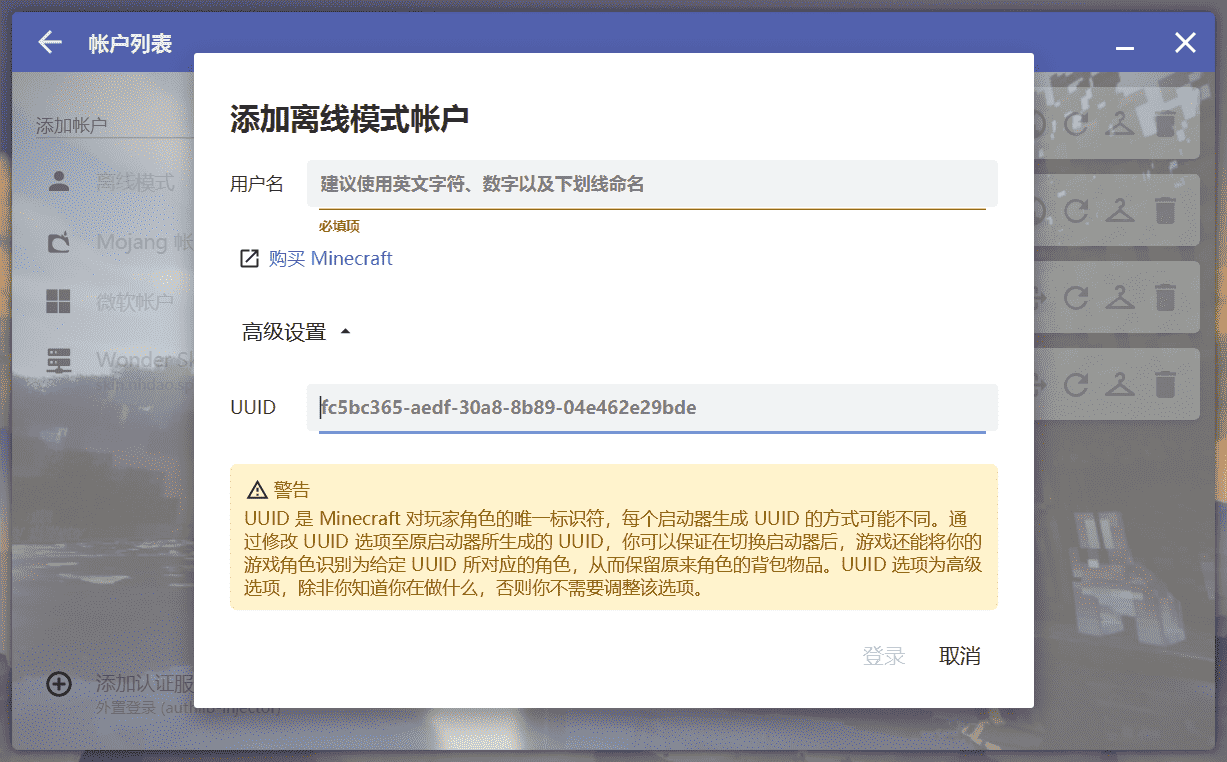 帐户列表
添加离线模式帐户
添加帐户
用户名
建议使用英文字符、数字以及下划线命名
必填项
离线模式
Mojang 帐
购买 Minecraft
微软帐户
高级设置
Wonder Sk
UUID
fc5bc365-aedf-30a8-8b89-04e462e29bde
警告
UUID 是 Minecraft 对玩家角色的唯一标识符，每个启动器生成 UUID 的方式可能不同。通
过修改 UUID 选项至原启动器所生成的 UUID，你可以保证在切换启动器后，游戏还能将你的
游戏角色识别为给定 UUID 所对应的角色，从而保留原来角色的背包物品。UUID 选项为高级
选项，除非你知道你在做什么，否则你不需要调整该选项。
登录
取消
添加认证服
外置登录 (authlib-injector)